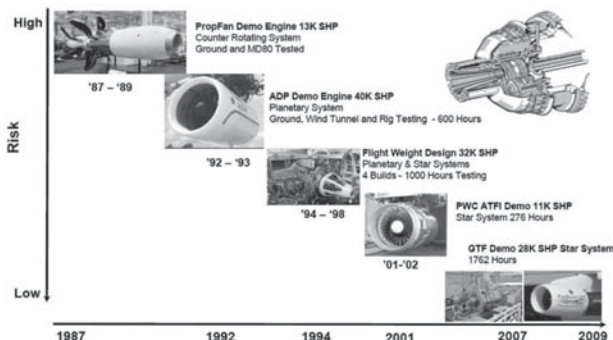 High
PropFan Demo Engine 13K SHP
Counter Rotating System
Ground and MD80 Tested
'87 – '89
ADP Demo Engine 40K SHP
Planetary System
Ground, Wind Tunnel and Rig Testing - 600 Hours
'92 – '93
Risk
Flight Weight Design 32K SHP
Planetary & Star Systems
4 Builds - 1000 Hours Testing
'94 – '98
PWC ATFI Demo 11K SHP
Star System 276 Hours
'01-'02
GTF Demo 28K SHP Star System
1762 Hours
Low
1987 1992 1994 2001 2007 2009